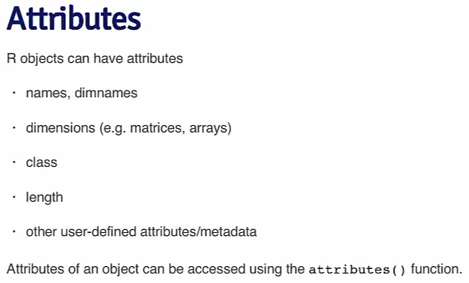 Attributes
R objects can have attributes
· names, dimnames
· dimensions (e.g. matrices, arrays)
· class
· length
· other user-defined attributes/metadata
Attributes of an object can be accessed using the attributes() function.